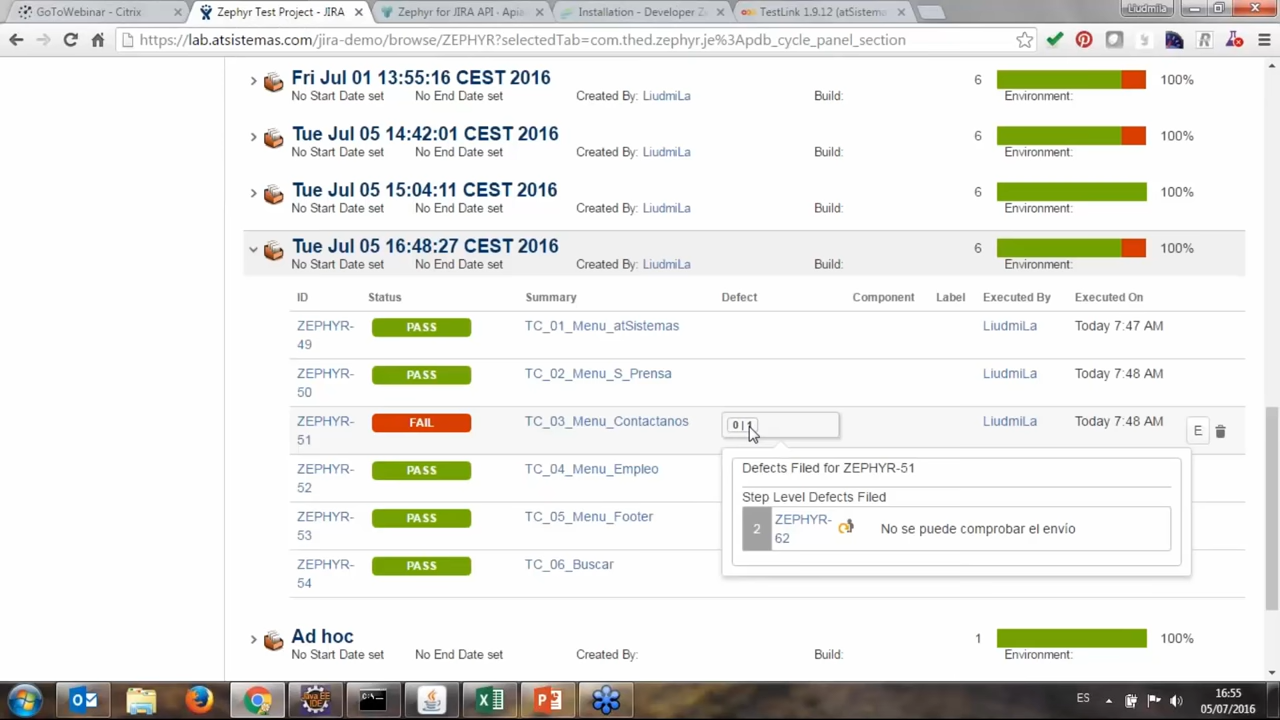 Liudmila
GoToWebinar - Citrix
Zephyr Test Project - JIRA
Zephyr for JIRA API · Apia
Installation - Developer Z
TestLink 1.9.12 (atSistema
https://lab.atsistemas.com/jira-demo/browse/ZEPHYR?selectedTab=com.thed.zephyr.je%3Apdb_cycle_panel_section
Fri Jul 01 13:55:16 CEST 2016 6 100%
No Start Date set No End Date set Created By: LiudmiLa Build: Environment:
Tue Jul 05 14:42:01 CEST 2016 6 100%
No Start Date set No End Date set Created By: LiudmiLa Build: Environment:
Tue Jul 05 15:04:11 CEST 2016 6 100%
No Start Date set No End Date set Created By: LiudmiLa Build: Environment:
Tue Jul 05 16:48:27 CEST 2016 6 100%
No Start Date set No End Date set Created By: LiudmiLa Build: Environment:
ID Status Summary Defect Component Label Executed By Executed On
ZEPHYR-49 PASS TC_01_Menu_atSistemas LiudmiLa Today 7:47 AM
ZEPHYR-50 PASS TC_02_Menu_S_Prensa LiudmiLa Today 7:48 AM
ZEPHYR-51 FAIL TC_03_Menu_Contactanos 0 | 1 LiudmiLa Today 7:48 AM E
ZEPHYR-52 PASS TC_04_Menu_Empleo
ZEPHYR-53 PASS TC_05_Menu_Footer
ZEPHYR-54 PASS TC_06_Buscar
Defects Filed for ZEPHYR-51
Step Level Defects Filed
2 ZEPHYR-62 No se puede comprobar el envío
Ad hoc 1 100%
No Start Date set No End Date set Created By: Build: Environment:
Java EE
IDE
ES
16:55
05/07/2016